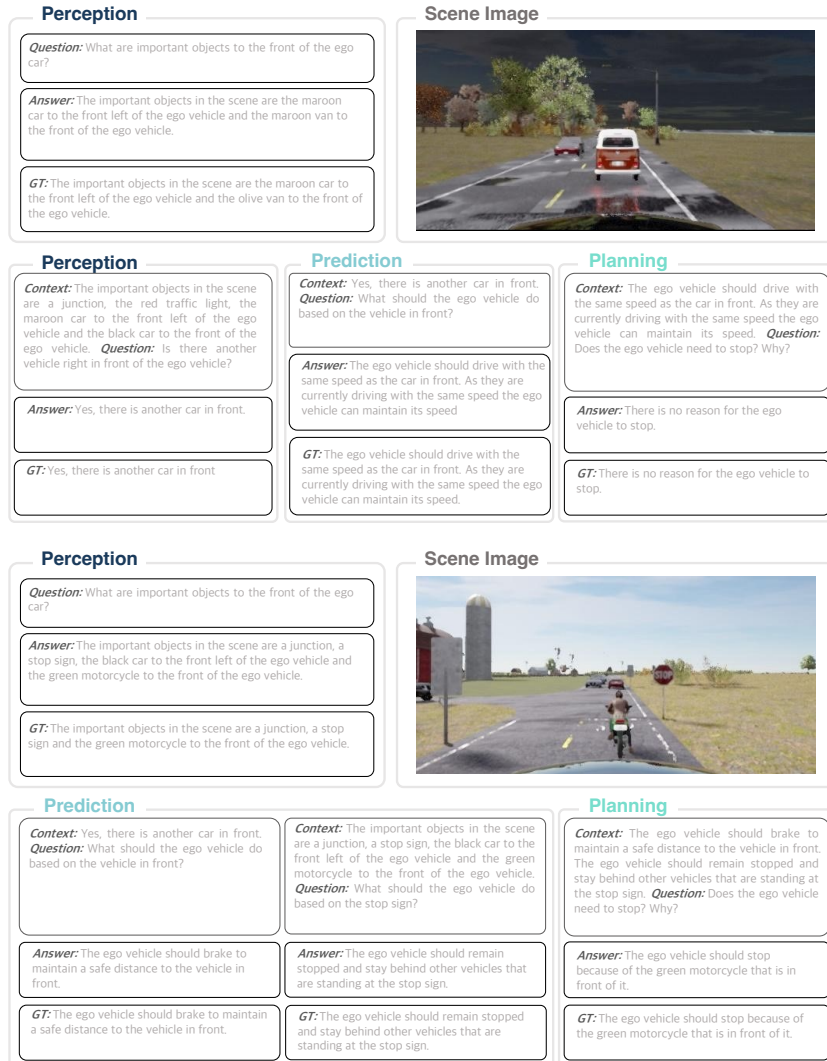 Perception
Question: What are important objects to the front of the ego
car?
Answer: The important objects in the scene are the maroon
car to the front left of the ego vehicle and the maroon van to
the front of the ego vehicle.
GT: The important objects in the scene are the maroon car to
the front left of the ego vehicle and the olive van to the front of
the ego vehicle.
Scene Image
Perception
Context: The important objects in the scene
are a junction, the red traffic light, the
maroon car to the front left of the ego
vehicle and the black car to the front of the
ego vehicle. Question: Is there another
vehicle right in front of the ego vehicle?
Answer: Yes, there is another car in front.
GT: Yes, there is another car in front
Prediction
Context: Yes, there is another car in front.
Question: What should the ego vehicle do
based on the vehicle in front?
Answer: The ego vehicle should drive with the
same speed as the car in front. As they are
currently driving with the same speed the ego
vehicle can maintain its speed
GT: The ego vehicle should drive with the
same speed as the car in front. As they are
currently driving with the same speed the ego
vehicle can maintain its speed.
Planning
Context: The ego vehicle should drive with
the same speed as the car in front. As they are
currently driving with the same speed the ego
vehicle can maintain its speed. Question:
Does the ego vehicle need to stop? Why?
Answer: There is no reason for the ego
vehicle to stop.
GT: There is no reason for the ego vehicle to
stop.
Perception
Question: What are important objects to the front of the ego
car?
Answer: The important objects in the scene are a junction, a
stop sign, the black car to the front left of the ego vehicle and
the green motorcycle to the front of the ego vehicle.
GT: The important objects in the scene are a junction, a stop
sign and the green motorcycle to the front of the ego vehicle.
Scene Image
STOP
Prediction
Context: Yes, there is another car in front.
Question: What should the ego vehicle do
based on the vehicle in front?
Answer: The ego vehicle should brake to
maintain a safe distance to the vehicle in
front.
GT: The ego vehicle should brake to maintain
a safe distance to the vehicle in front.
Context: The important objects in the scene
are a junction, a stop sign, the black car to the
front left of the ego vehicle and the green
motorcycle to the front of the ego vehicle.
Question: What should the ego vehicle do
based on the stop sign?
Answer: The ego vehicle should remain
stopped and stay behind other vehicles that
are standing at the stop sign.
GT: The ego vehicle should remain stopped
and stay behind other vehicles that are
standing at the stop sign.
Planning
Context: The ego vehicle should brake to
maintain a safe distance to the vehicle in front.
The ego vehicle should remain stopped and
stay behind other vehicles that are standing at
the stop sign. Question: Does the ego vehicle
need to stop? Why?
Answer: The ego vehicle should stop
because of the green motorcycle that is in
front of it.
GT: The ego vehicle should stop because of
the green motorcycle that is in front of it.